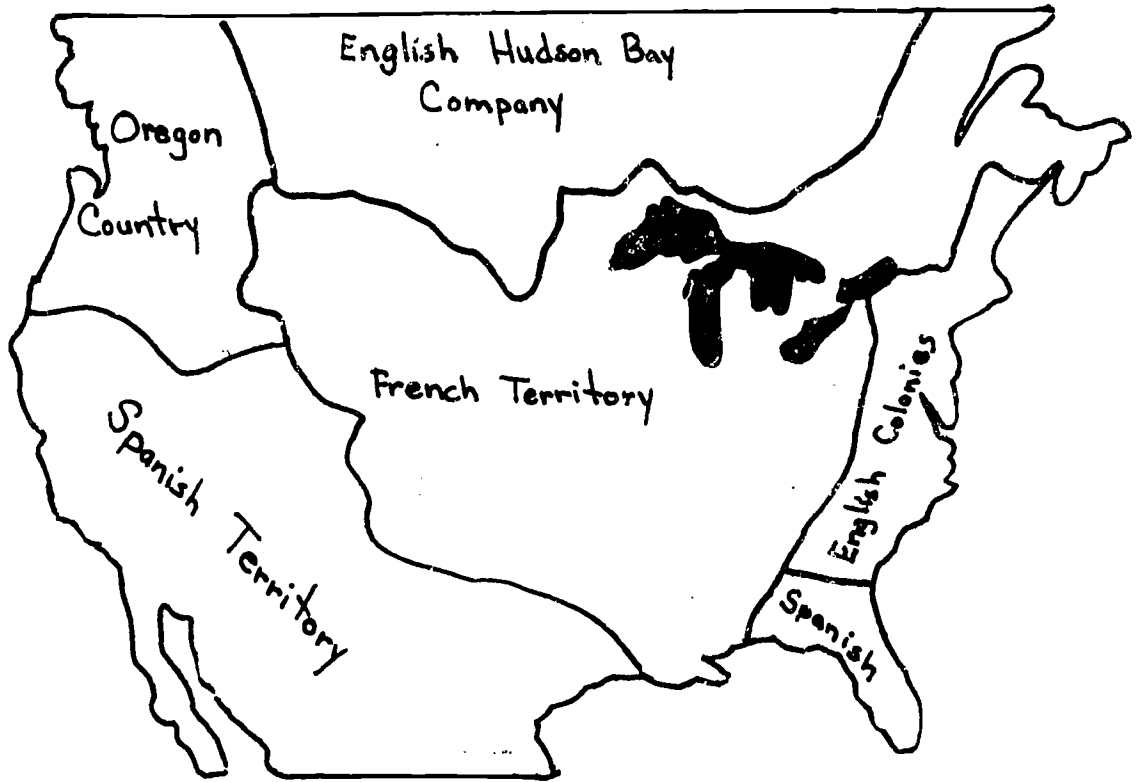 English Hudson Bay
Company
Oregon
Country
French Territory
Spanish Territory
English Colonies
Spanish